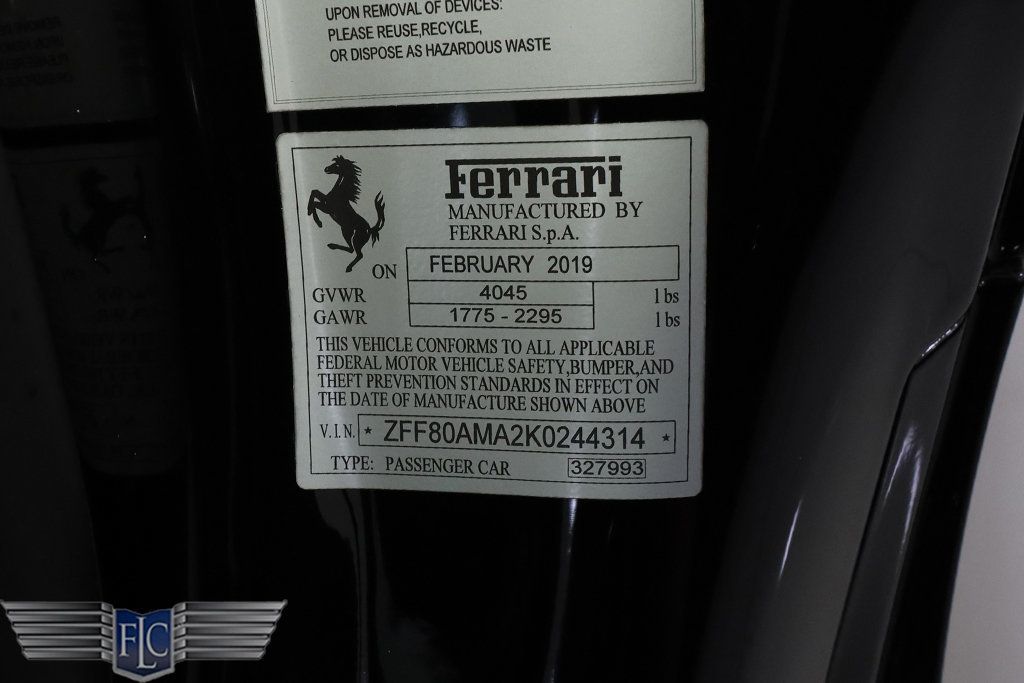 UPON REMOVAL OF DEVICES:
PLEASE REUSE,RECYCLE,
OR DISPOSE AS HAZARDOUS WASTE
Ferrari
MANUFACTURED BY
FERRARI S.p.A.
ON FEBRUARY 2019
GVWR 4045 lbs
GAWR 1775 - 2295 lbs
THIS VEHICLE CONFORMS TO ALL APPLICABLE
FEDERAL MOTOR VEHICLE SAFETY,BUMPER,AND
THEFT PREVENTION STANDARDS IN EFFECT ON
THE DATE OF MANUFACTURE SHOWN ABOVE
V.I.N. * ZFF80AMA2K0244314 *
TYPE: PASSENGER CAR 327993
FLC